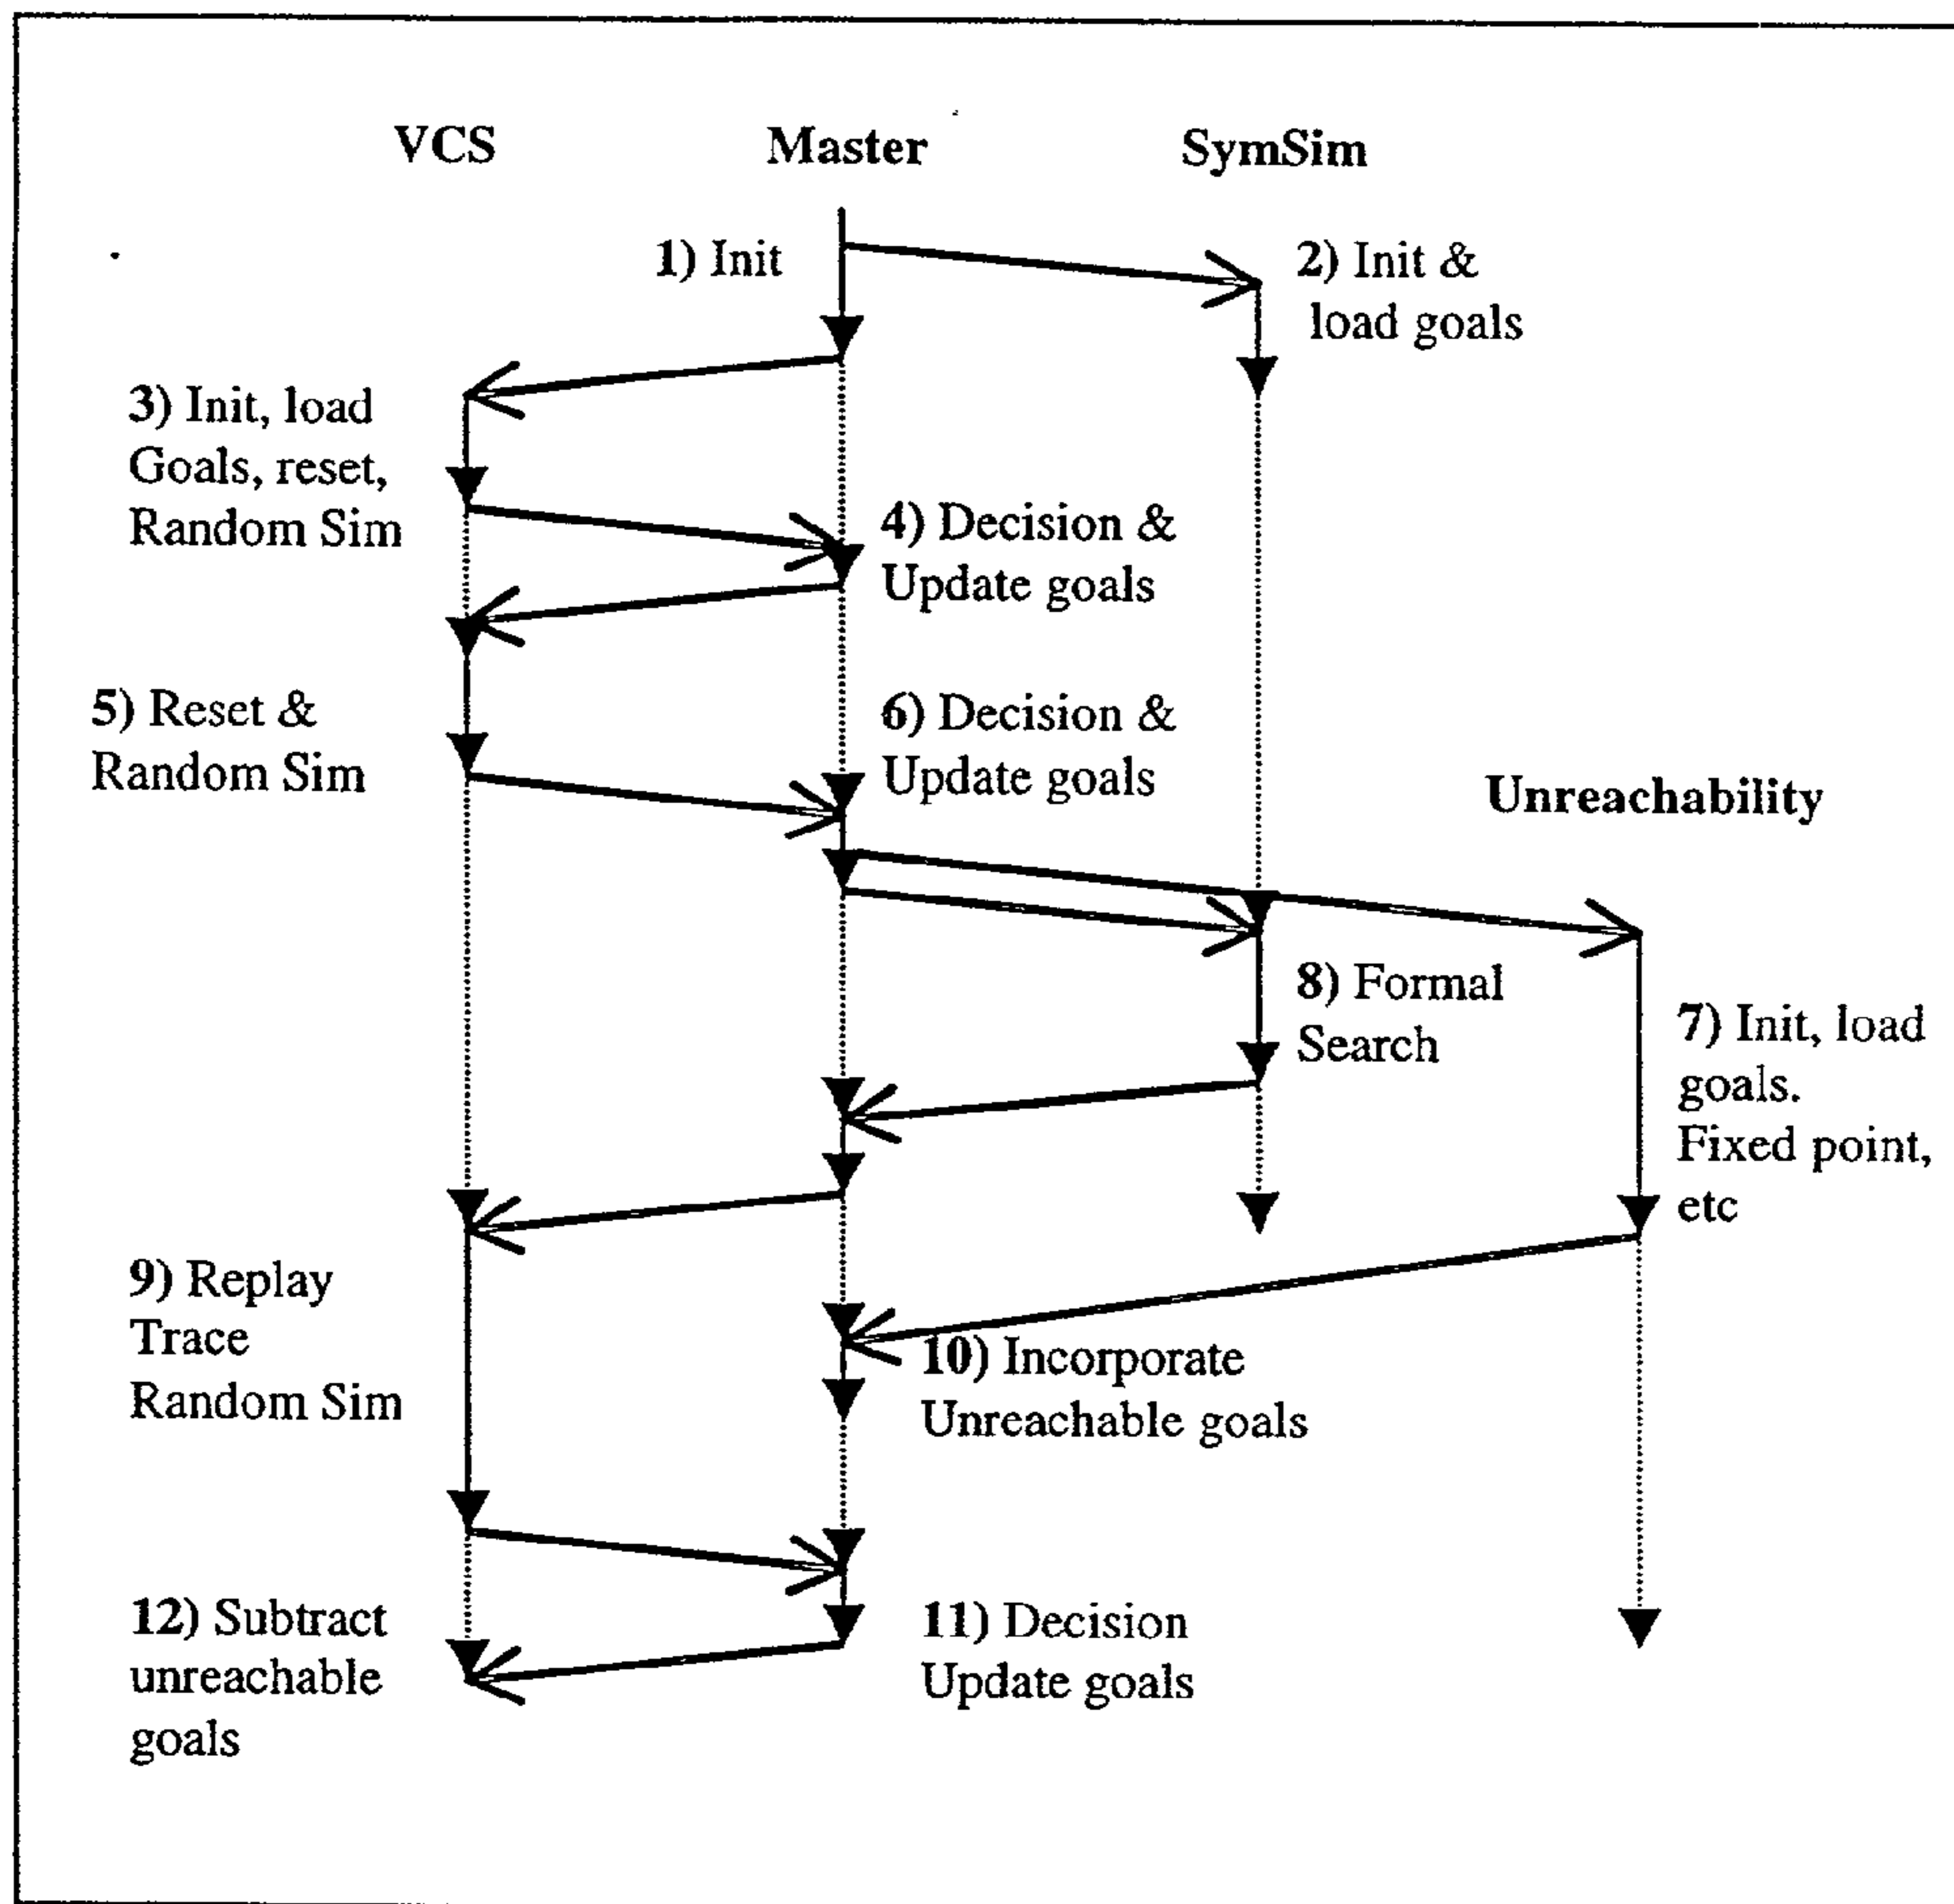 VCS
Master
SymSim
1) Init
2) Init &
load goals
3) Init, load
Goals, reset,
Random Sim
4) Decision &
Update goals
5) Reset &
Random Sim
6) Decision &
Update goals
Unreachability
8) Formal
Search
7) Init, load
goals.
Fixed point,
etc
9) Replay
Trace
Random Sim
10) Incorporate
Unreachable goals
12) Subtract
unreachable
goals
11) Decision
Update goals